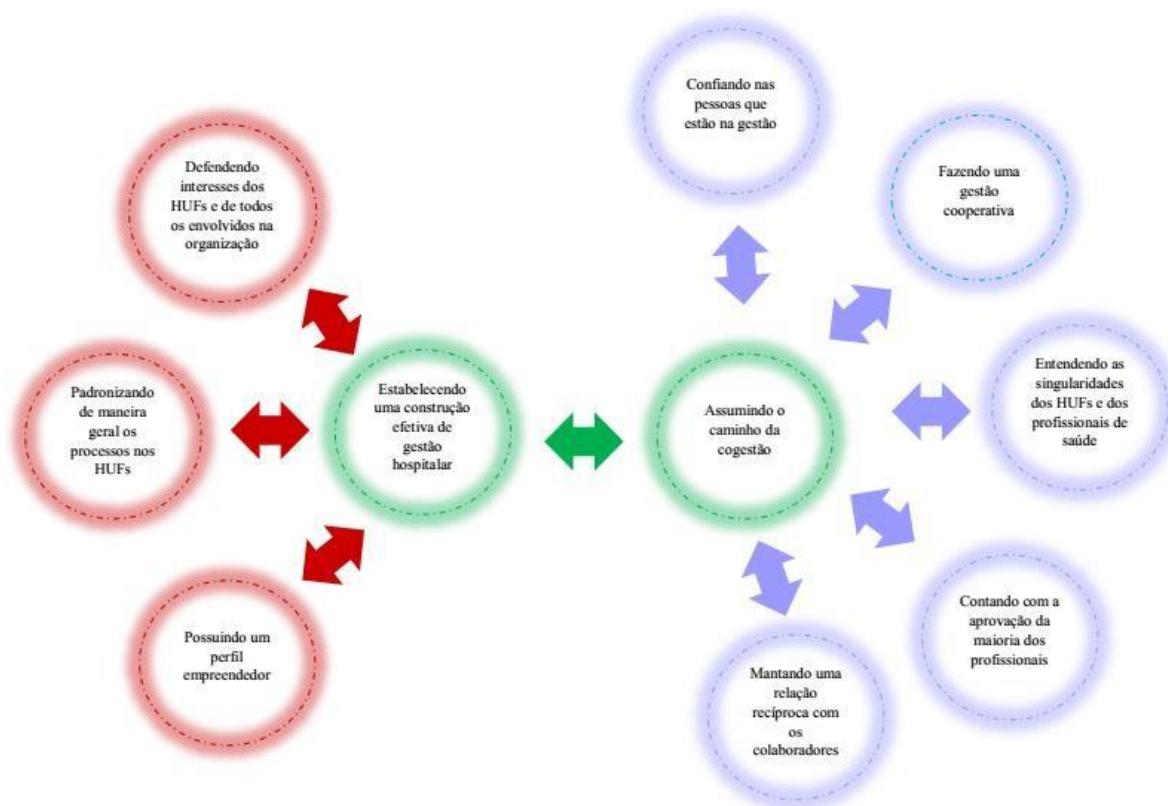 Confiando nas
pessoas que
estão na gestão
Defendendo
interesses dos
HUFs e de todos
os envolvidos na
organização
Fazendo uma
gestão
cooperativa
Padronizando
de maneira
geral os
processos nos
HUFs
Estabelecendo
uma construção
efetiva de
gestão
hospitalar
Assumindo o
caminho da
cogestão
Entendendo as
singularidades
dos HUFs e dos
profissionais de
saúde
Possuindo um
perfil
empreendedor
Contando com a
aprovação da
maioria dos
profissionais
Mantando uma
relação
recíproca com
os
colaboradores